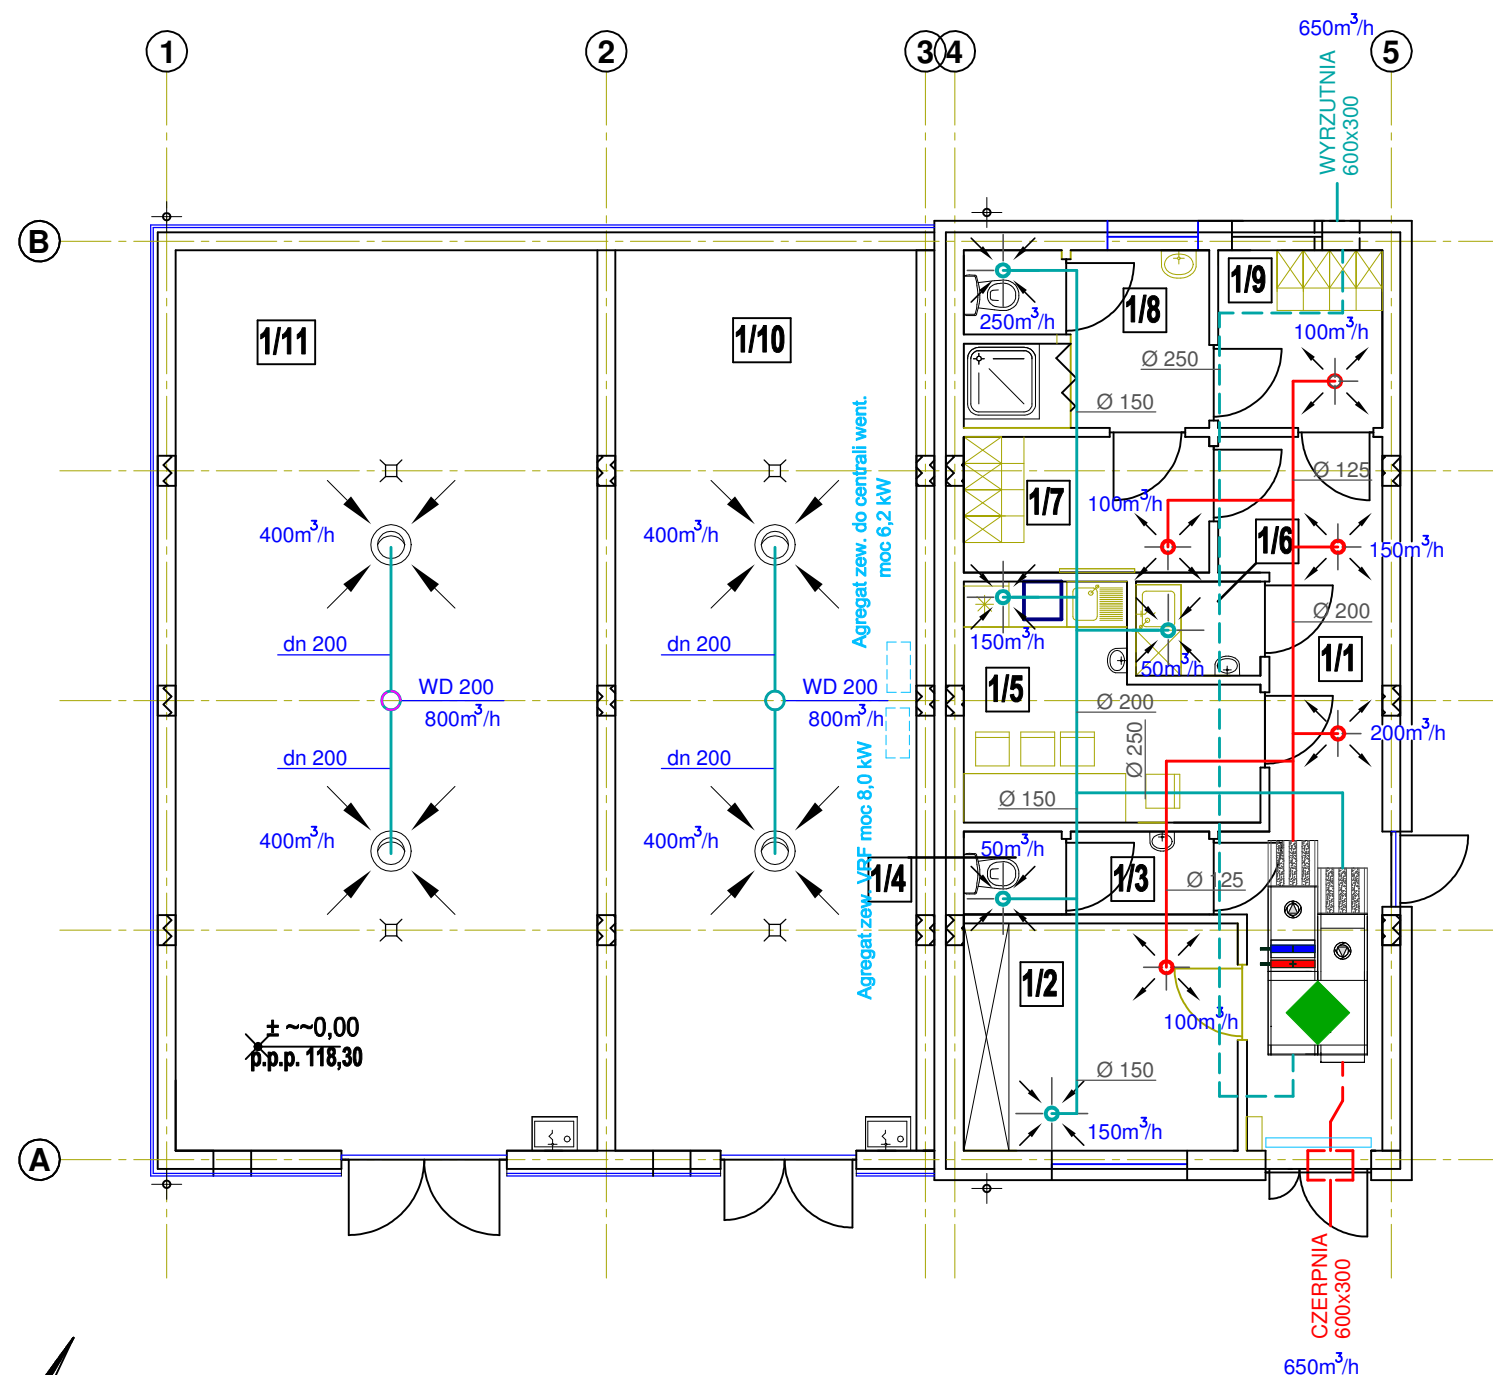 650m³/h
1
2
3
4
5
WYRZUTNIA
600x300
B
1/11
1/10
1/8
1/9
250m³/h
100m³/h
Ø 250
Ø 150
Agregat zew. do centrali went.
moc 6,2 kW
Ø 125
1/7
100m³/h
400m³/h
400m³/h
1/6
150m³/h
Ø 200
dn 200
dn 200
150m³/h
50m³/h
1/1
WD 200
800m³/h
WD 200
800m³/h
1/5
Ø 200
200m³/h
Ø 250
dn 200
dn 200
Ø 150
Agregat zew. VRF moc 8,0 kW
400m³/h
400m³/h
50m³/h
1/4
1/3
Ø 125
1/2
100m³/h
± ~~0,00
p.p.p. 118,30
Ø 150
150m³/h
A
CZERPNIA
600x300
650m³/h